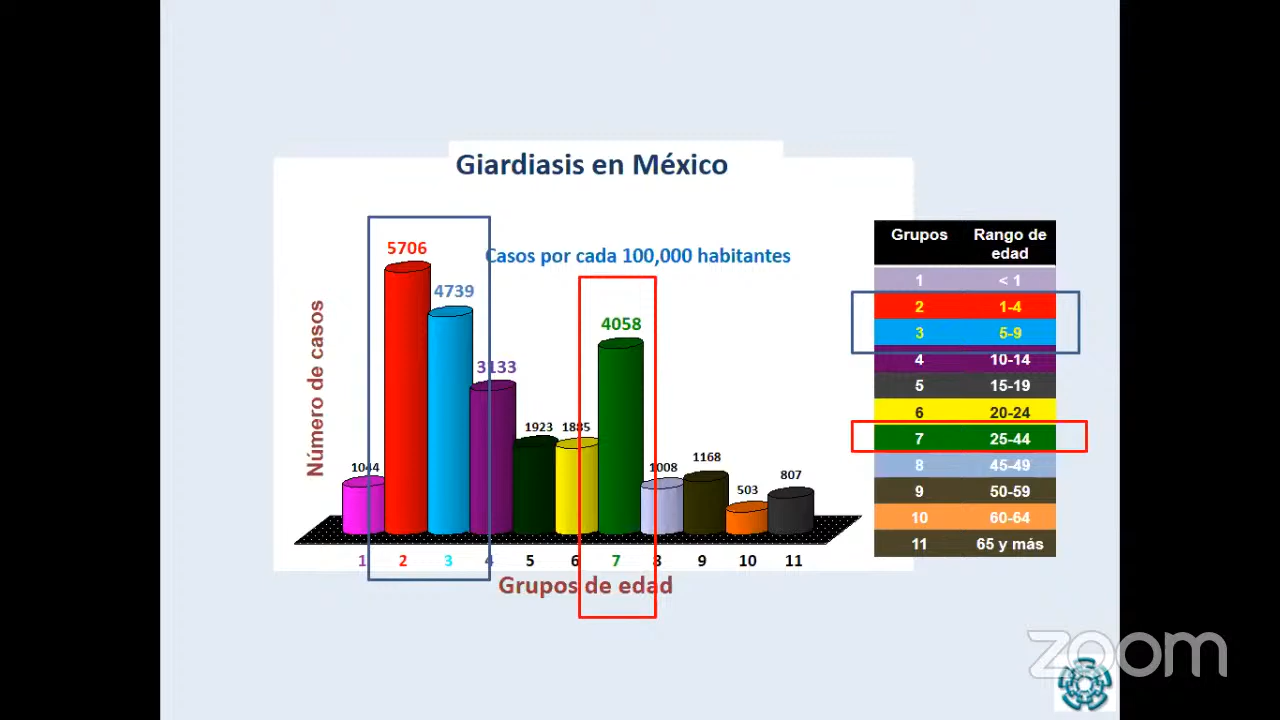 Giardiasis en México
Casos por cada 100,000 habitantes
Número de casos
1044
5706
4739
3133
1923
1885
4058
1008
1168
503
807
1 2 3 4 5 6 7 8 9 10 11
Grupos de edad
Grupos Rango de edad
1 < 1
2 1-4
3 5-9
4 10-14
5 15-19
6 20-24
7 25-44
8 45-49
9 50-59
10 60-64
11 65 y más
zoom